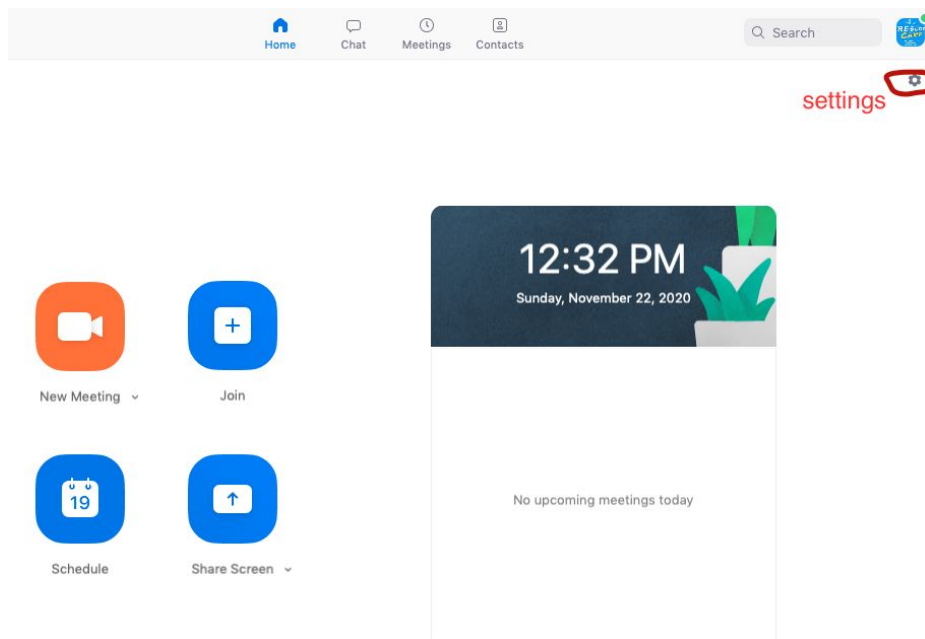 Home
Chat
Meetings
Contacts
Search
settings
12:32 PM
Sunday, November 22, 2020
New Meeting
Join
19
Schedule
Share Screen
No upcoming meetings today